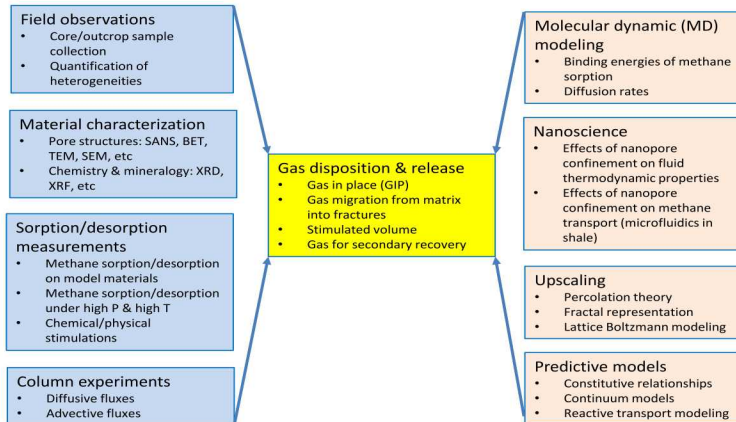 Field observations
• Core/outcrop sample
collection
• Quantification of
heterogeneities
Material characterization
• Pore structures: SANS, BET,
TEM, SEM, etc
• Chemistry & mineralogy: XRD,
XRF, etc
Sorption/desorption
measurements
• Methane sorption/desorption
on model materials
• Methane sorption/desorption
under high P & high T
• Chemical/physical
stimulations
Column experiments
• Diffusive fluxes
• Advective fluxes
Gas disposition & release
• Gas in place (GIP)
• Gas migration from matrix
into fractures
• Stimulated volume
• Gas for secondary recovery
Molecular dynamic (MD)
modeling
• Binding energies of methane
sorption
• Diffusion rates
Nanoscience
• Effects of nanopore
confinement on fluid
thermodynamic properties
• Effects of nanopore
confinement on methane
transport (microfluidics in
shale)
Upscaling
• Percolation theory
• Fractal representation
• Lattice Boltzmann modeling
Predictive models
• Constitutive relationships
• Continuum models
• Reactive transport modeling